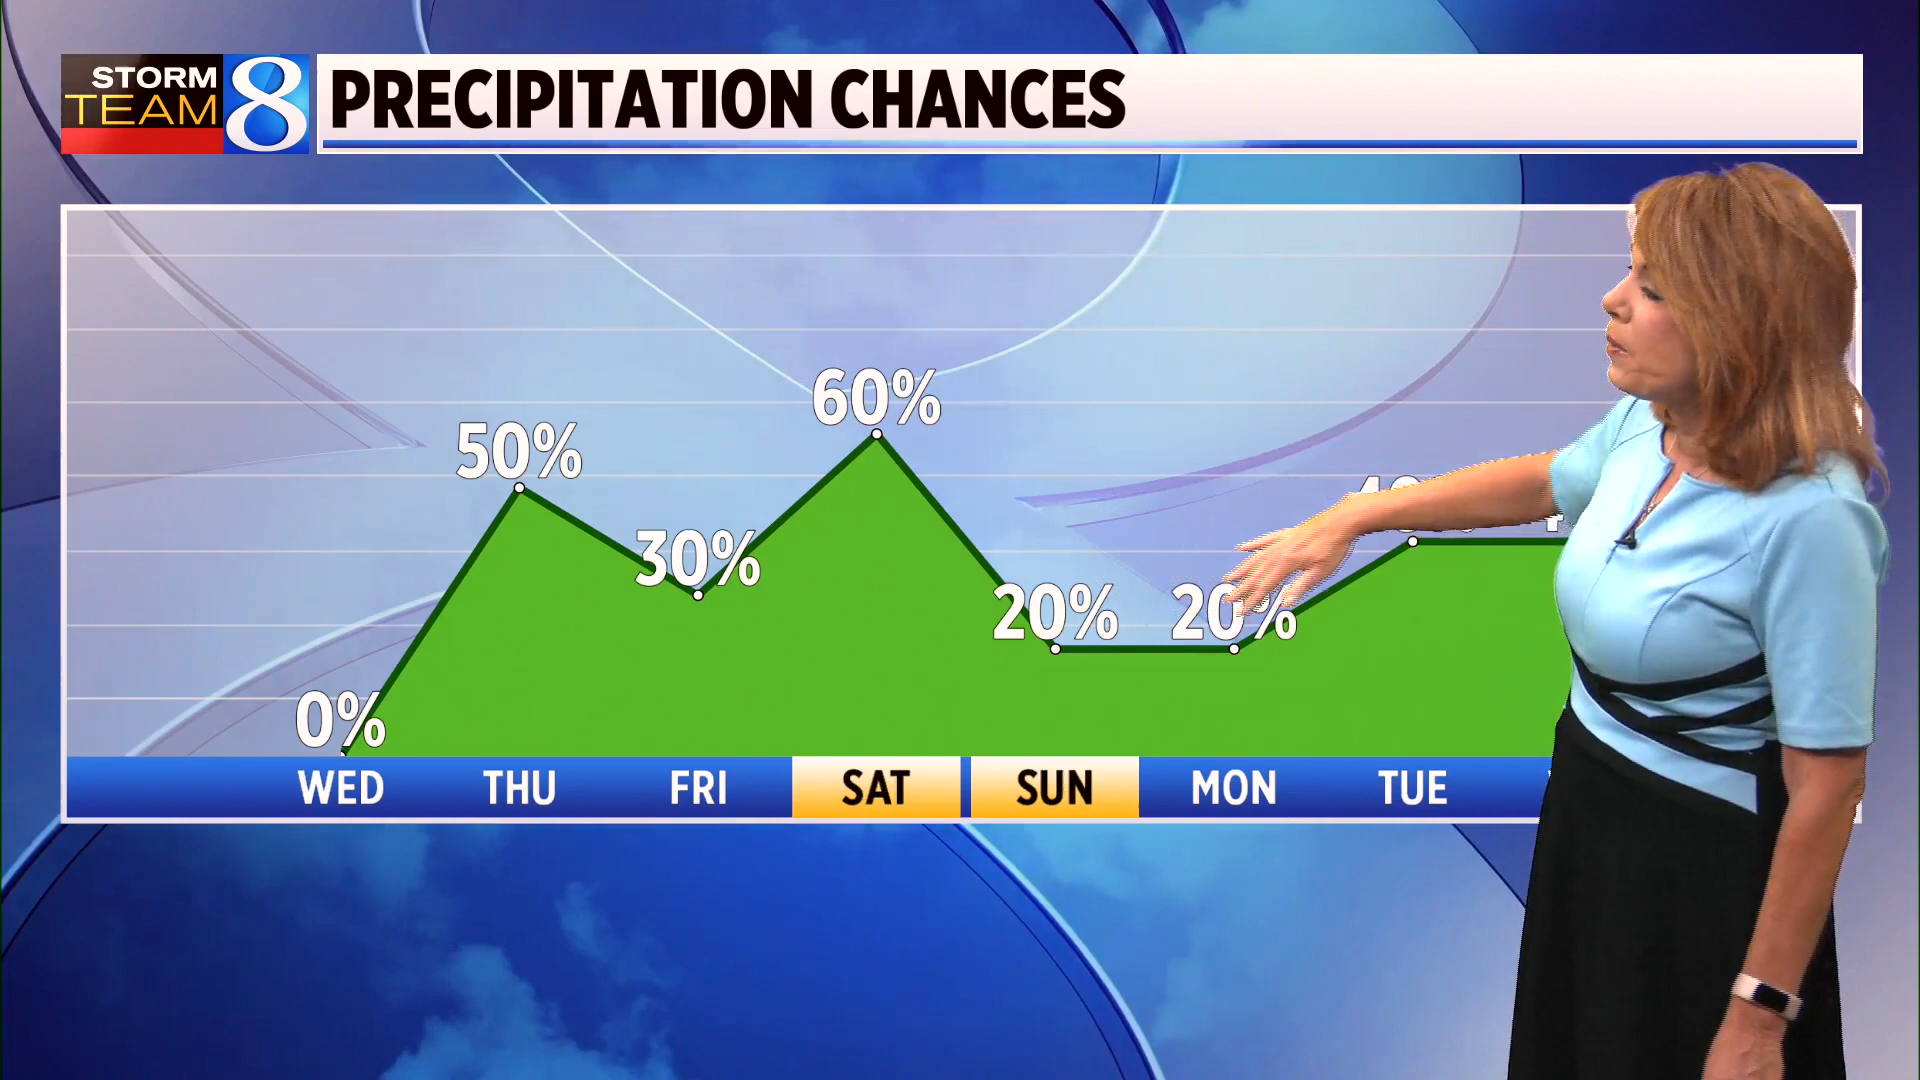 STORM
TEAM 8
PRECIPITATION CHANCES
60%
50%
30%
20% 20%
0%
WED THU FRI SAT SUN MON TUE